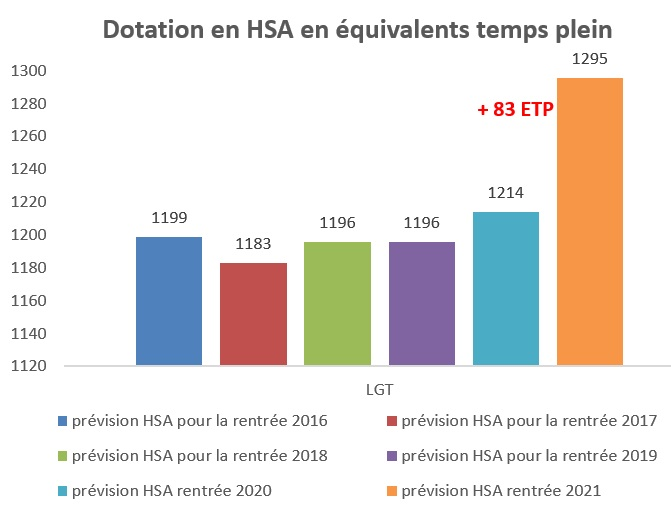 Dotation en HSA en équivalents temps plein
1300
1280
1260
1240
1220
1200
1180
1160
1140
1120
1199
1183
1196
1196
1214
1295
+ 83 ETP
LGT
prévision HSA pour la rentrée 2016
prévision HSA pour la rentrée 2017
prévision HSA pour la rentrée 2018
prévision HSA pour la rentrée 2019
prévision HSA rentrée 2020
prévision HSA rentrée 2021